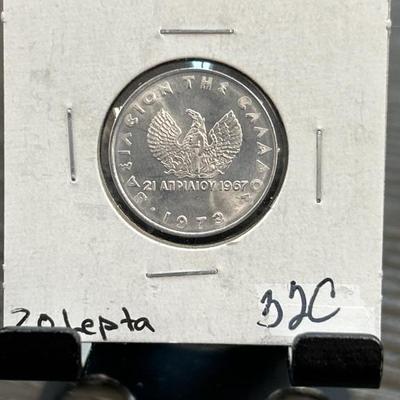 ΒΑΣΙΛΕΙΟΝ ΤΗΣ ΕΛΛΑΔΟΣ
21 ΑΠΡΙΛΙΟΥ 1967
· 1973 ·
20 Lepta
32C